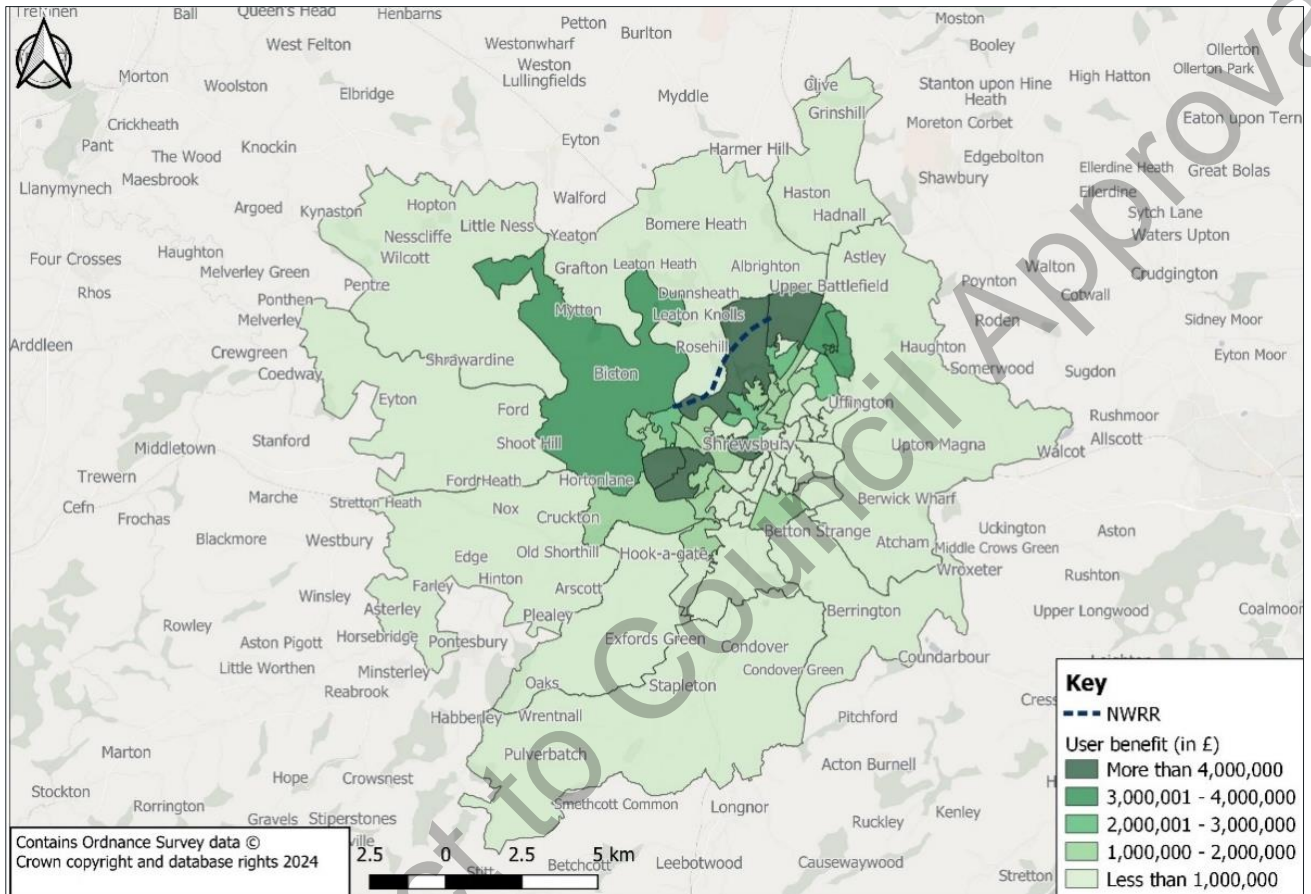 Trefinen
Ball
Queen's Head
Henbarns
Petton
Burlton
Moston
Booley
West Felton
Westonwharf
Weston
Lullingfields
Ollerton
Ollerton Park
Morton
Woolston
Elbridge
Myddle
Clive
Grinshill
Stanton upon Hine
Heath
High Hatton
Crickheath
Pant
The Wood
Knockin
Eyton
Harmer Hill
Moreton Corbet
Eaton upon Tern
Edgebolton
Llanymynech
Maesbrook
Argoed
Kynaston
Hopton
Walford
Haston
Hadnall
Shawbury
Ellerdine Heath
Great Bolas
Ellerdine
Sytch Lane
Waters Upton
Nesscliffe
Wilcott
Little Ness
Yeaton
Bomere Heath
Four Crosses
Haughton
Melverley Green
Rhos
Pentre
Ponthen
Melverley
Grafton
Leaton Heath
Albrighton
Astley
Upper Battlefield
Dunnsheath
Leaton Knolls
Mytton
Poynton
Walton
Crudgington
Cotwall
Roden
Sidney Moor
Arddleen
Crewgreen
Coedway
Shrawardine
Rosehill
Bicton
Haughton
Somerwood
Sugdon
Eyton Moor
Eyton
Ford
Uffington
Rushmoor
Allscott
Middletown
Stanford
Shoot Hill
Shrewsbury
Upton Magna
Walcot
Trewern
Cefn
Frochas
Marche
Ford Heath
Hortonlane
Stretton Heath
Nox
Cruckton
Berwick Wharf
Blackmore
Westbury
Edge
Old Shorthill
Hook-a-gate
Betton Strange
Atcham
Uckington
Aston
Middle Crows Green
Wroxeter
Rushton
Winsley
Farley
Hinton
Arscott
Asterley
Plealey
Berrington
Upper Longwood
Coalmoor
Rowley
Aston Pigott
Horsebridge
Pontesbury
Exfords Green
Condover
Little Worthen
Minsterley
Reabrook
Condover Green
Coundarbour
Oaks
Stapleton
Habberley
Wrentnall
Pitchford
Marton
Pulverbatch
Acton Burnell
Stockton
Hope
Crowsnest
Rorrington
Smethcott Common
Longnor
Kenley
Gravels
Stiperstones
Ruckley
Betchcott
Leebotwood
Causewaywood
Stretton
Key
NWRR
User benefit (in £)
More than 4,000,000
3,000,001 - 4,000,000
2,000,001 - 3,000,000
1,000,000 - 2,000,000
Less than 1,000,000
Contains Ordnance Survey data ©
Crown copyright and database rights 2024
2.5 0 2.5 5 km
t to Council Approva